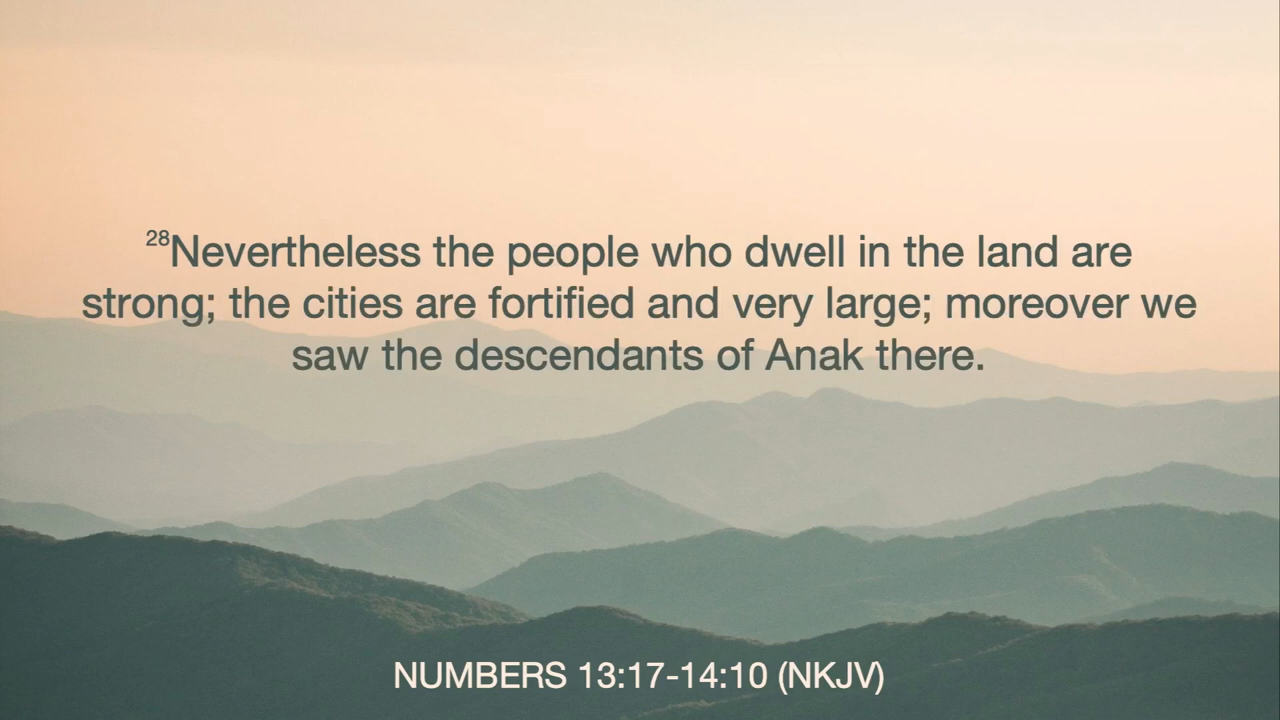 28Nevertheless the people who dwell in the land are
strong; the cities are fortified and very large; moreover we
saw the descendants of Anak there.
NUMBERS 13:17-14:10 (NKJV)